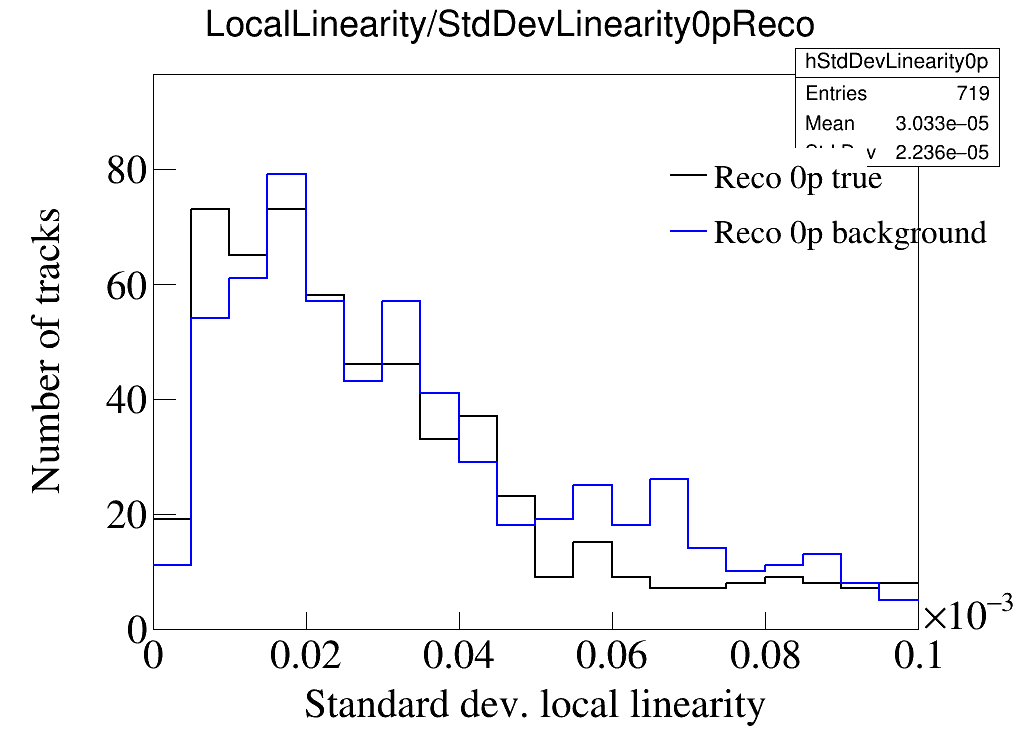 LocalLinearity/StdDevLinearity0pReco
hStdDevLinearity0p
Entries 719
Mean 3.033e−05
2.236e−05
Reco 0p true
Reco 0p background
Number of tracks
80
60
40
20
0
0 0.02 0.04 0.06 0.08 0.1
×10−3
Standard dev. local linearity